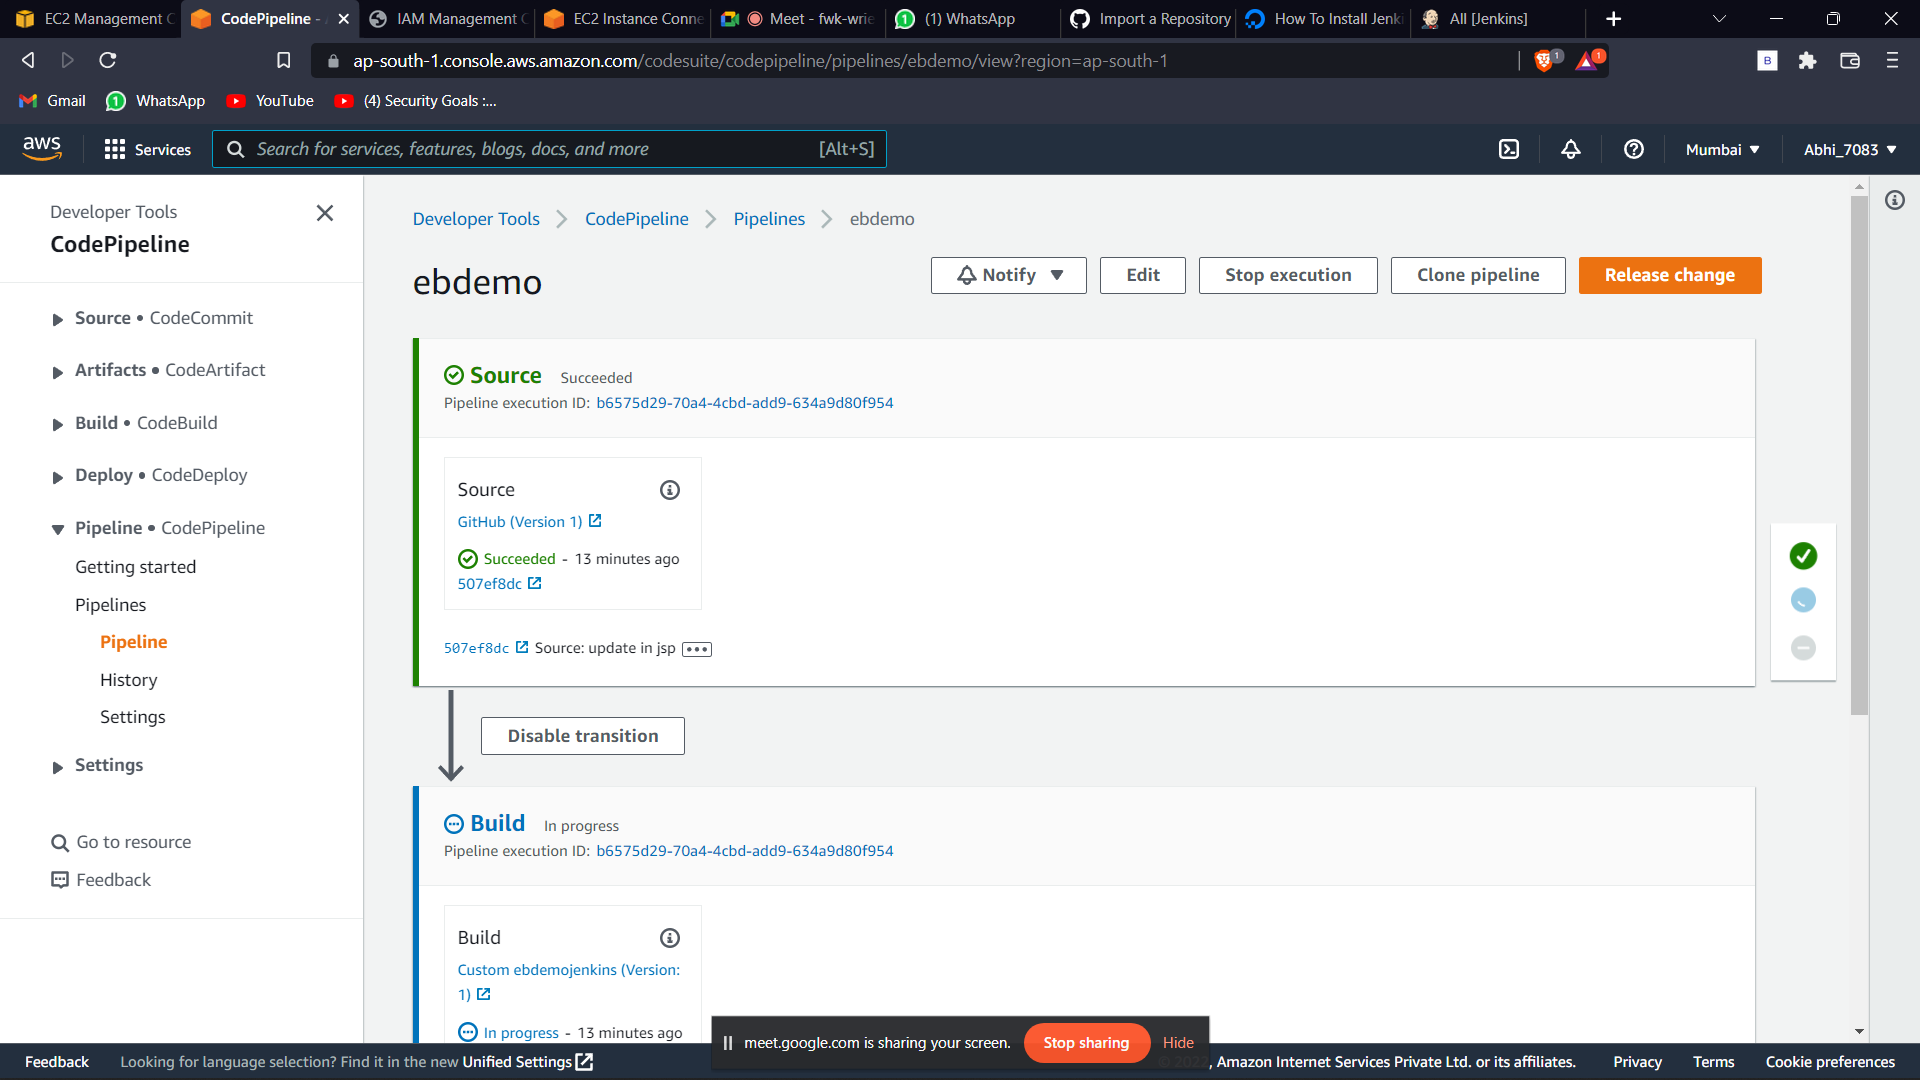 EC2 Management C
CodePipeline -
IAM Management C
EC2 Instance Conne
Meet - fwk-wrie
(1) WhatsApp
Import a Repository
How To Install Jenki
All [Jenkins]
ap-south-1.console.aws.amazon.com/codesuite/codepipeline/pipelines/ebdemo/view?region=ap-south-1
1
1
B
Gmail
WhatsApp
YouTube
(4) Security Goals :...
aws
Services
Search for services, features, blogs, docs, and more
[Alt+S]
Mumbai
Abhi_7083
Developer Tools
CodePipeline
Source • CodeCommit
Artifacts • CodeArtifact
Build • CodeBuild
Deploy • CodeDeploy
Pipeline • CodePipeline
Getting started
Pipelines
Pipeline
History
Settings
Settings
Go to resource
Feedback
Developer Tools
CodePipeline
Pipelines
ebdemo
ebdemo
Notify
Edit
Stop execution
Clone pipeline
Release change
Source Succeeded
Pipeline execution ID: b6575d29-70a4-4cbd-add9-634a9d80f954
Source
GitHub (Version 1)
Succeeded - 13 minutes ago
507ef8dc
507ef8dc Source: update in jsp
Disable transition
Build In progress
Pipeline execution ID: b6575d29-70a4-4cbd-add9-634a9d80f954
Build
Custom ebdemojenkins (Version:
1)
In progress - 13 minutes ago
meet.google.com is sharing your screen.
Stop sharing
Hide
Feedback
Looking for language selection? Find it in the new Unified Settings
© 2022, Amazon Internet Services Private Ltd. or its affiliates.
Privacy
Terms
Cookie preferences